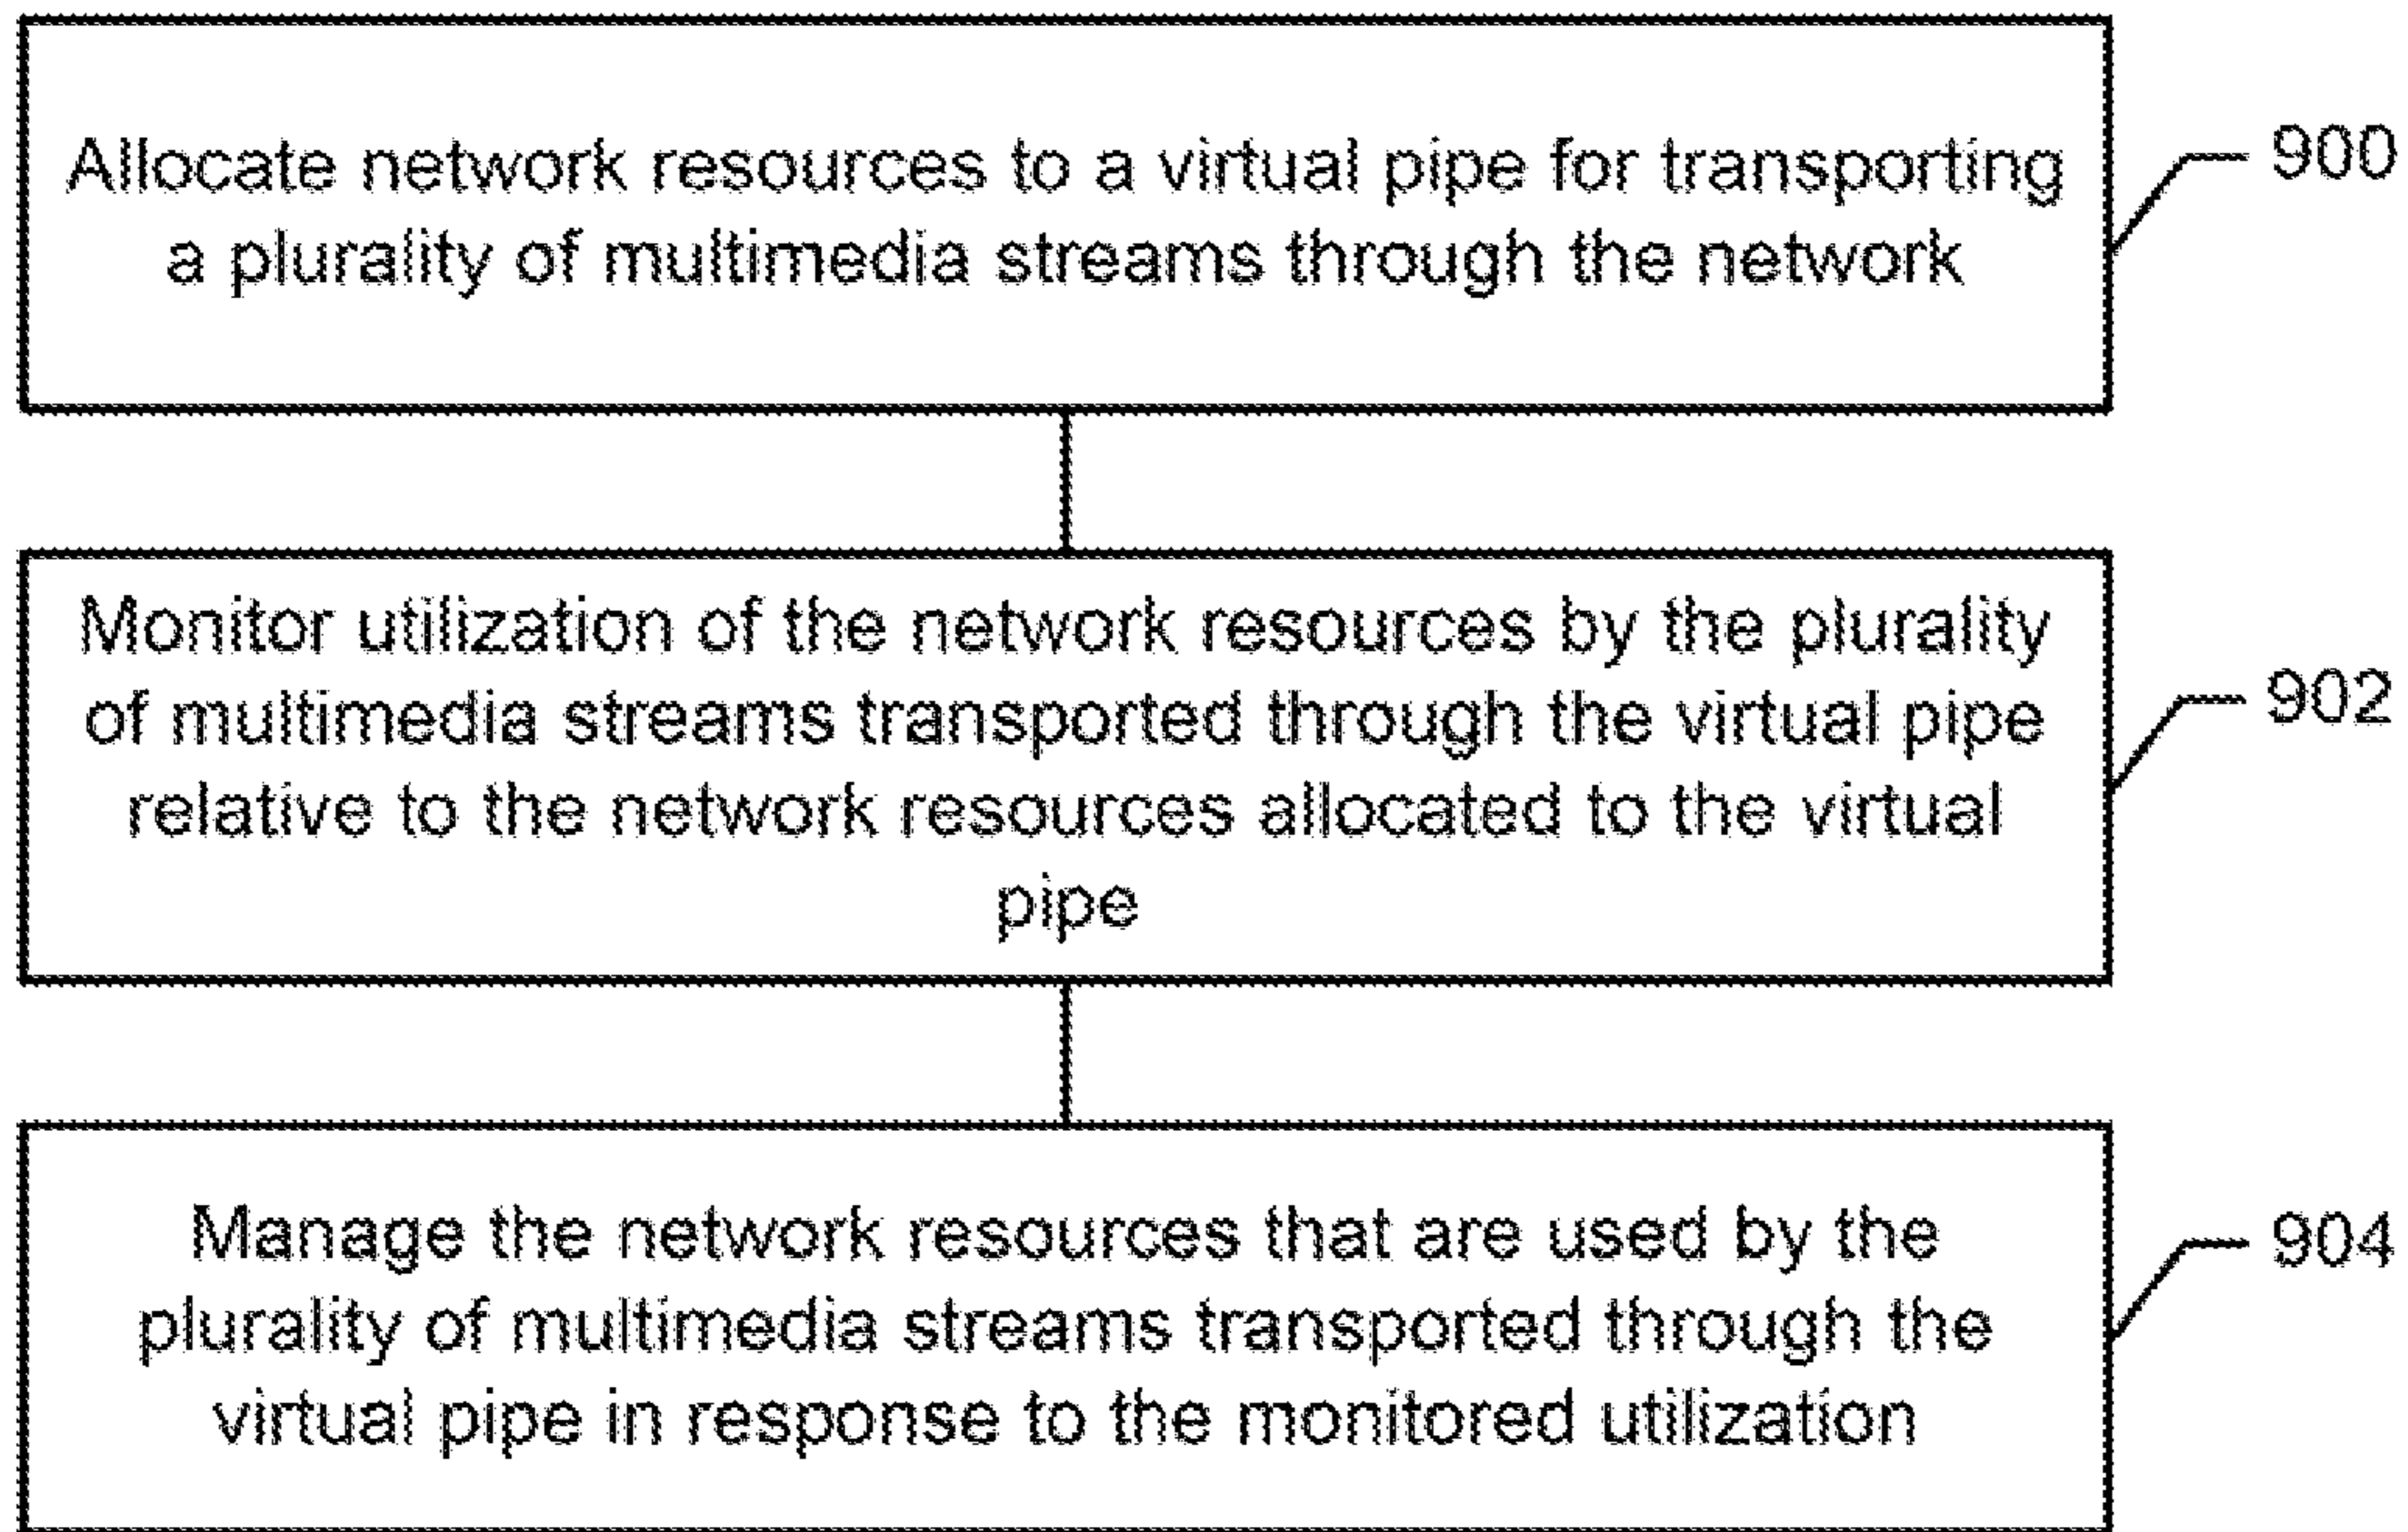 Allocate network resources to a virtual pipe for transporting
a plurality of multimedia streams through the network
900
Monitor utilization of the network resources by the plurality
of multimedia streams transported through the virtual pipe
relative to the network resources allocated to the virtual
pipe
902
Manage the network resources that are used by the
plurality of multimedia streams transported through the
virtual pipe in response to the monitored utilization
904